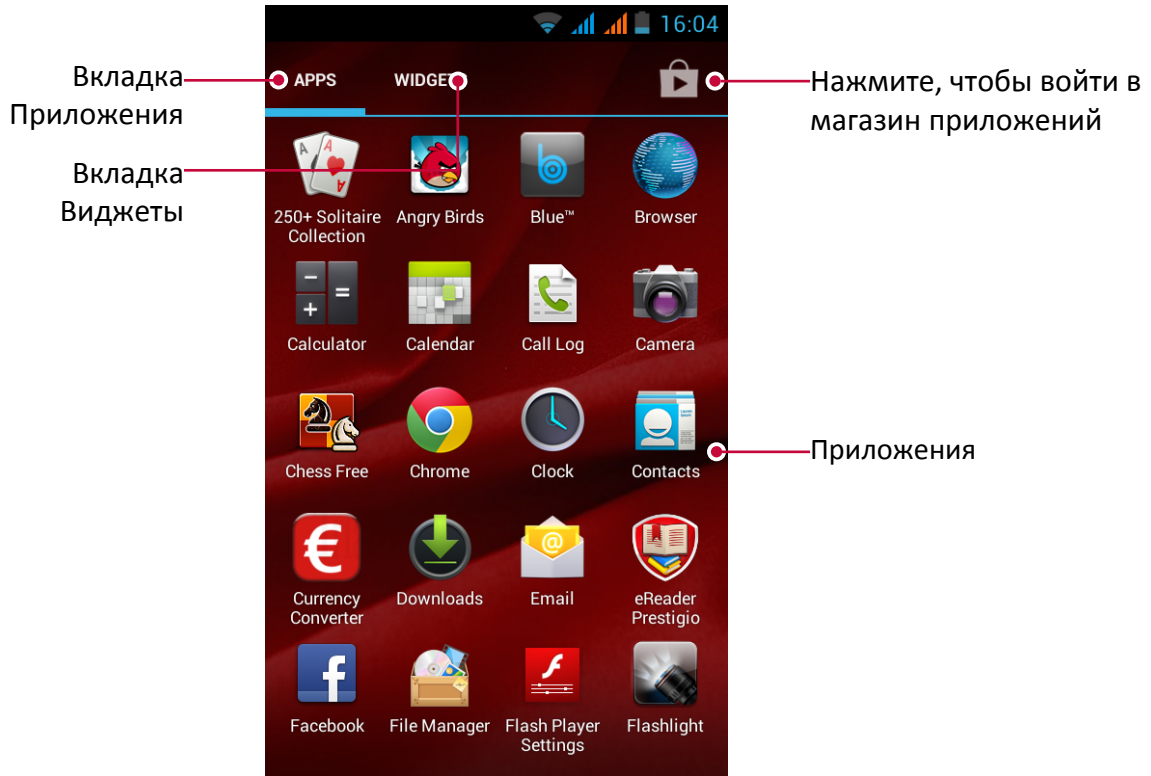 16:04
Вкладка
Приложения
APPS
WIDGETS
Нажмите, чтобы войти в
магазин приложений
Вкладка
Виджеты
250+ Solitaire
Collection
Angry Birds
Blue™
Browser
Calculator
Calendar
Call Log
Camera
Chess Free
Chrome
Clock
Contacts
Приложения
Currency
Converter
Downloads
Email
eReader
Prestigio
Facebook
File Manager
Flash Player
Settings
Flashlight